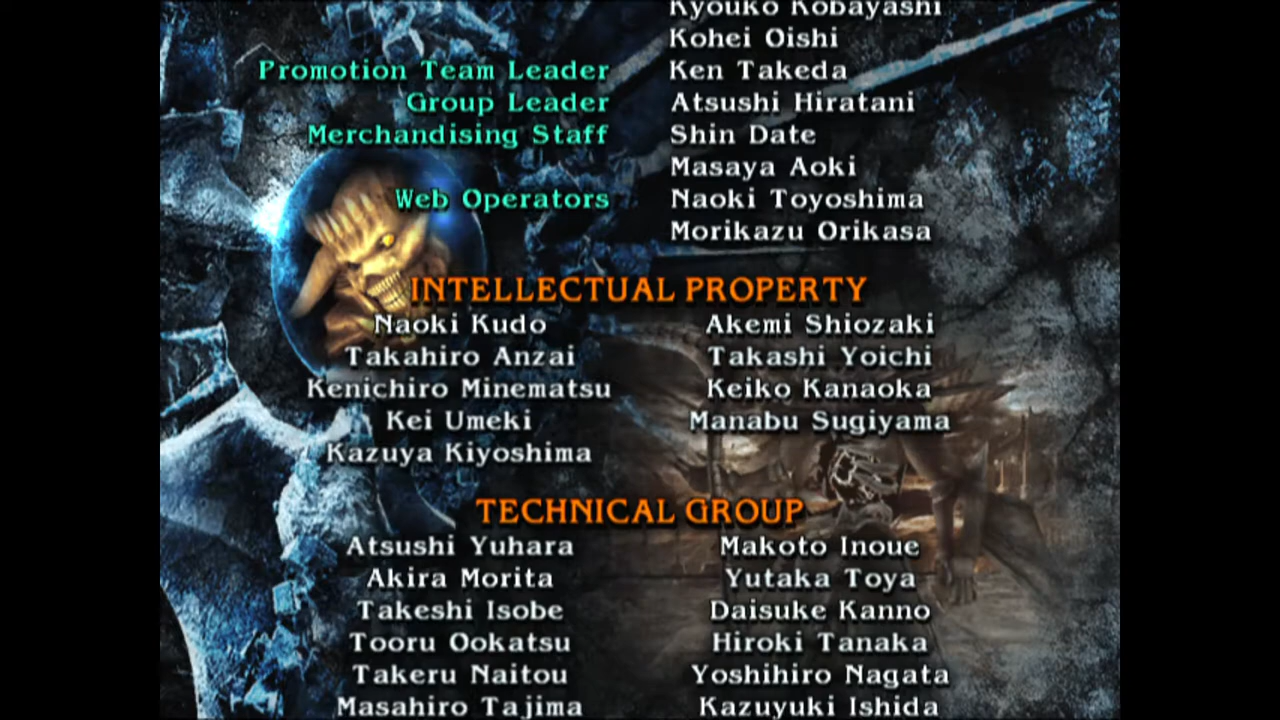 Kyouko Kobayashi
Kohei Oishi
Promotion Team Leader Ken Takeda
Group Leader Atsushi Hiratani
Merchandising Staff Shin Date
Masaya Aoki
Web Operators Naoki Toyoshima
Morikazu Orikasa
INTELLECTUAL PROPERTY
Naoki Kudo Akemi Shiozaki
Takahiro Anzai Takashi Yoichi
Kenichiro Minematsu Keiko Kanaoka
Kei Umeki Manabu Sugiyama
Kazuya Kiyoshima
TECHNICAL GROUP
Atsushi Yuhara Makoto Inoue
Akira Morita Yutaka Toya
Takeshi Isobe Daisuke Kanno
Tooru Ookatsu Hiroki Tanaka
Takeru Naitou Yoshihiro Nagata
Masahiro Tajima Kazuyuki Ishida